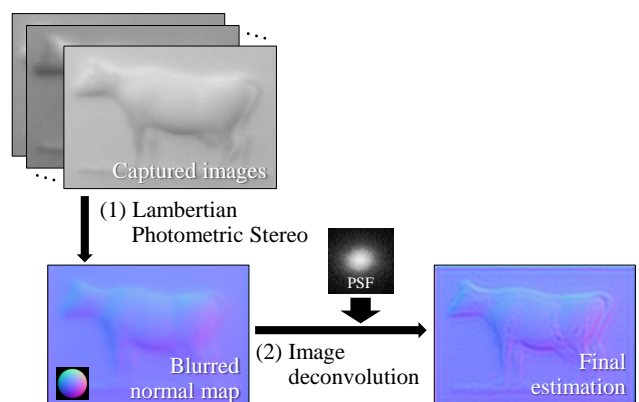 Captured images
(1) Lambertian
Photometric Stereo
PSF
Blurred
normal map
(2) Image
deconvolution
Final
estimation